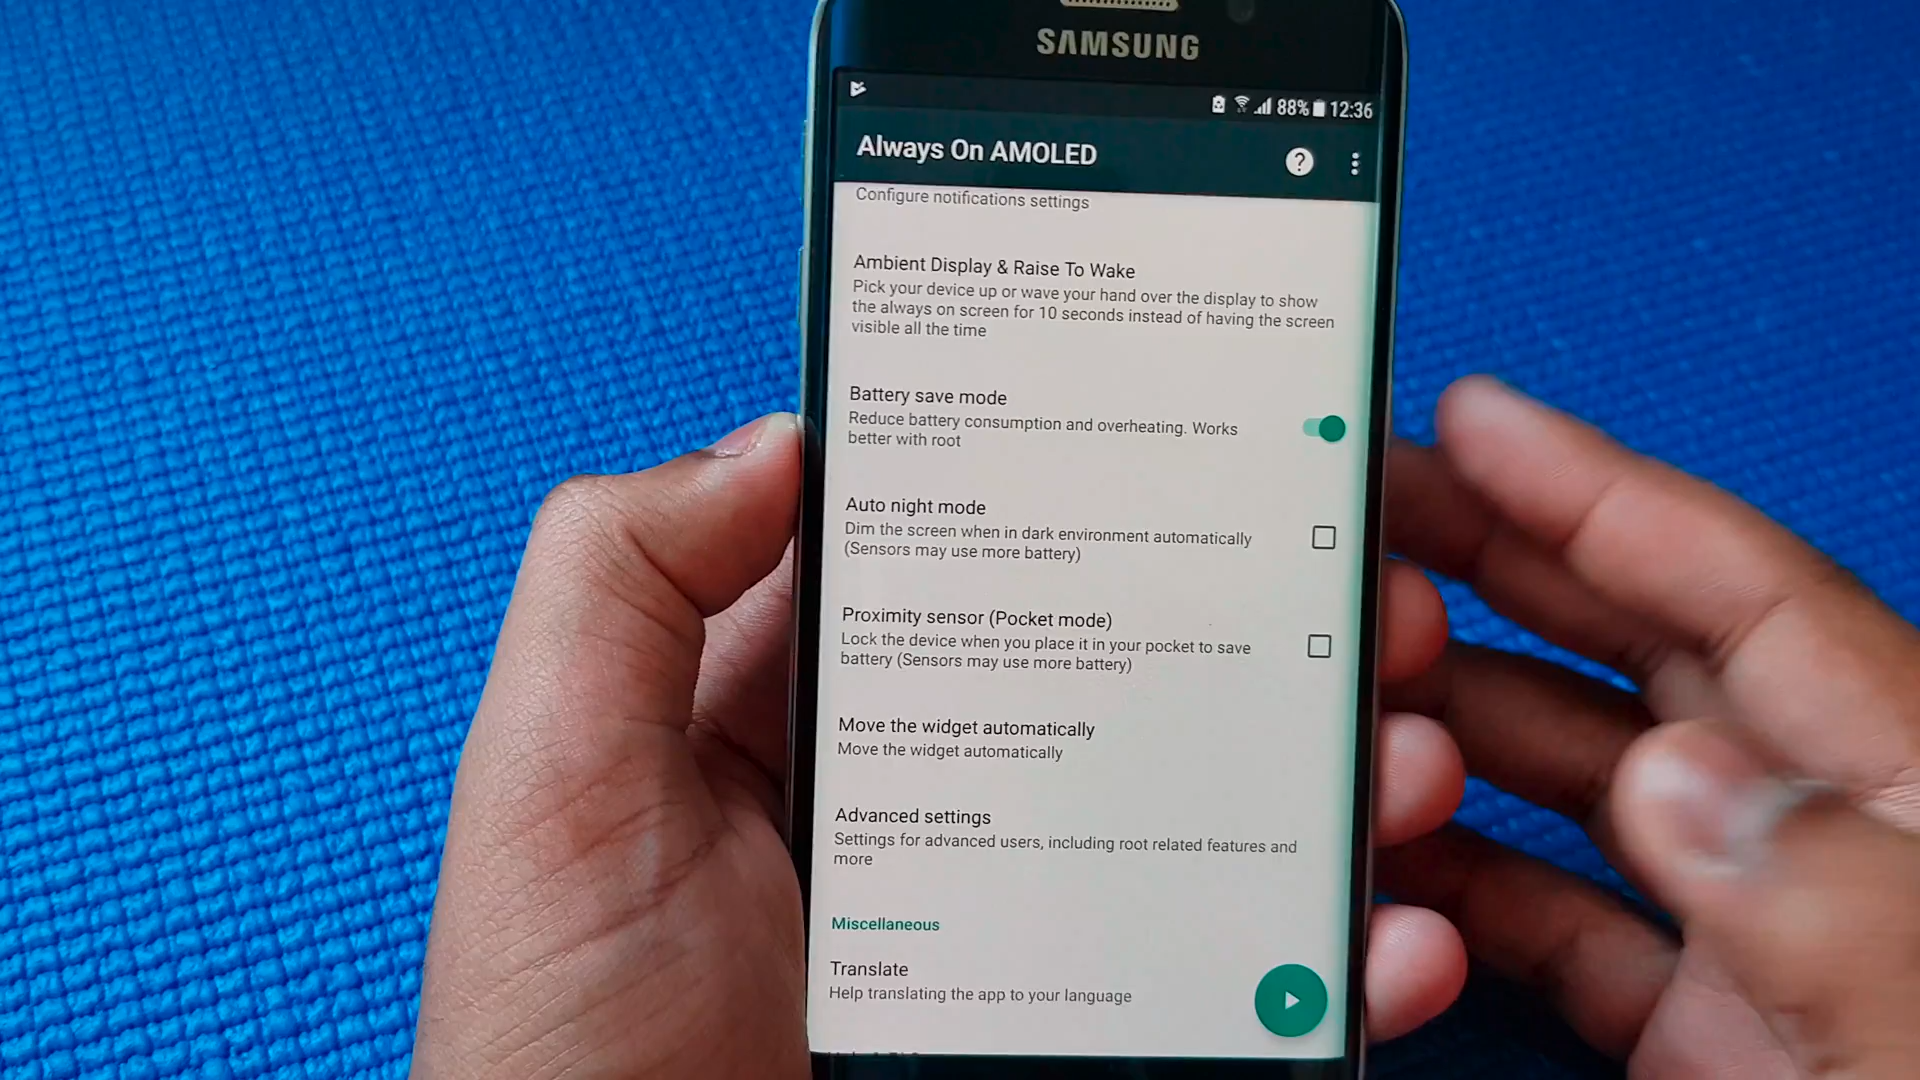 SAMSUNG
88% 12:36
Always On AMOLED
Configure notifications settings
Ambient Display & Raise To Wake
Pick your device up or wave your hand over the display to show
the always on screen for 10 seconds instead of having the screen
visible all the time
Battery save mode
Reduce battery consumption and overheating. Works
better with root
Auto night mode
Dim the screen when in dark environment automatically
(Sensors may use more battery)
Proximity sensor (Pocket mode)
Lock the device when you place it in your pocket to save
battery (Sensors may use more battery)
Move the widget automatically
Move the widget automatically
Advanced settings
Settings for advanced users, including root related features and
more
Miscellaneous
Translate
Help translating the app to your language